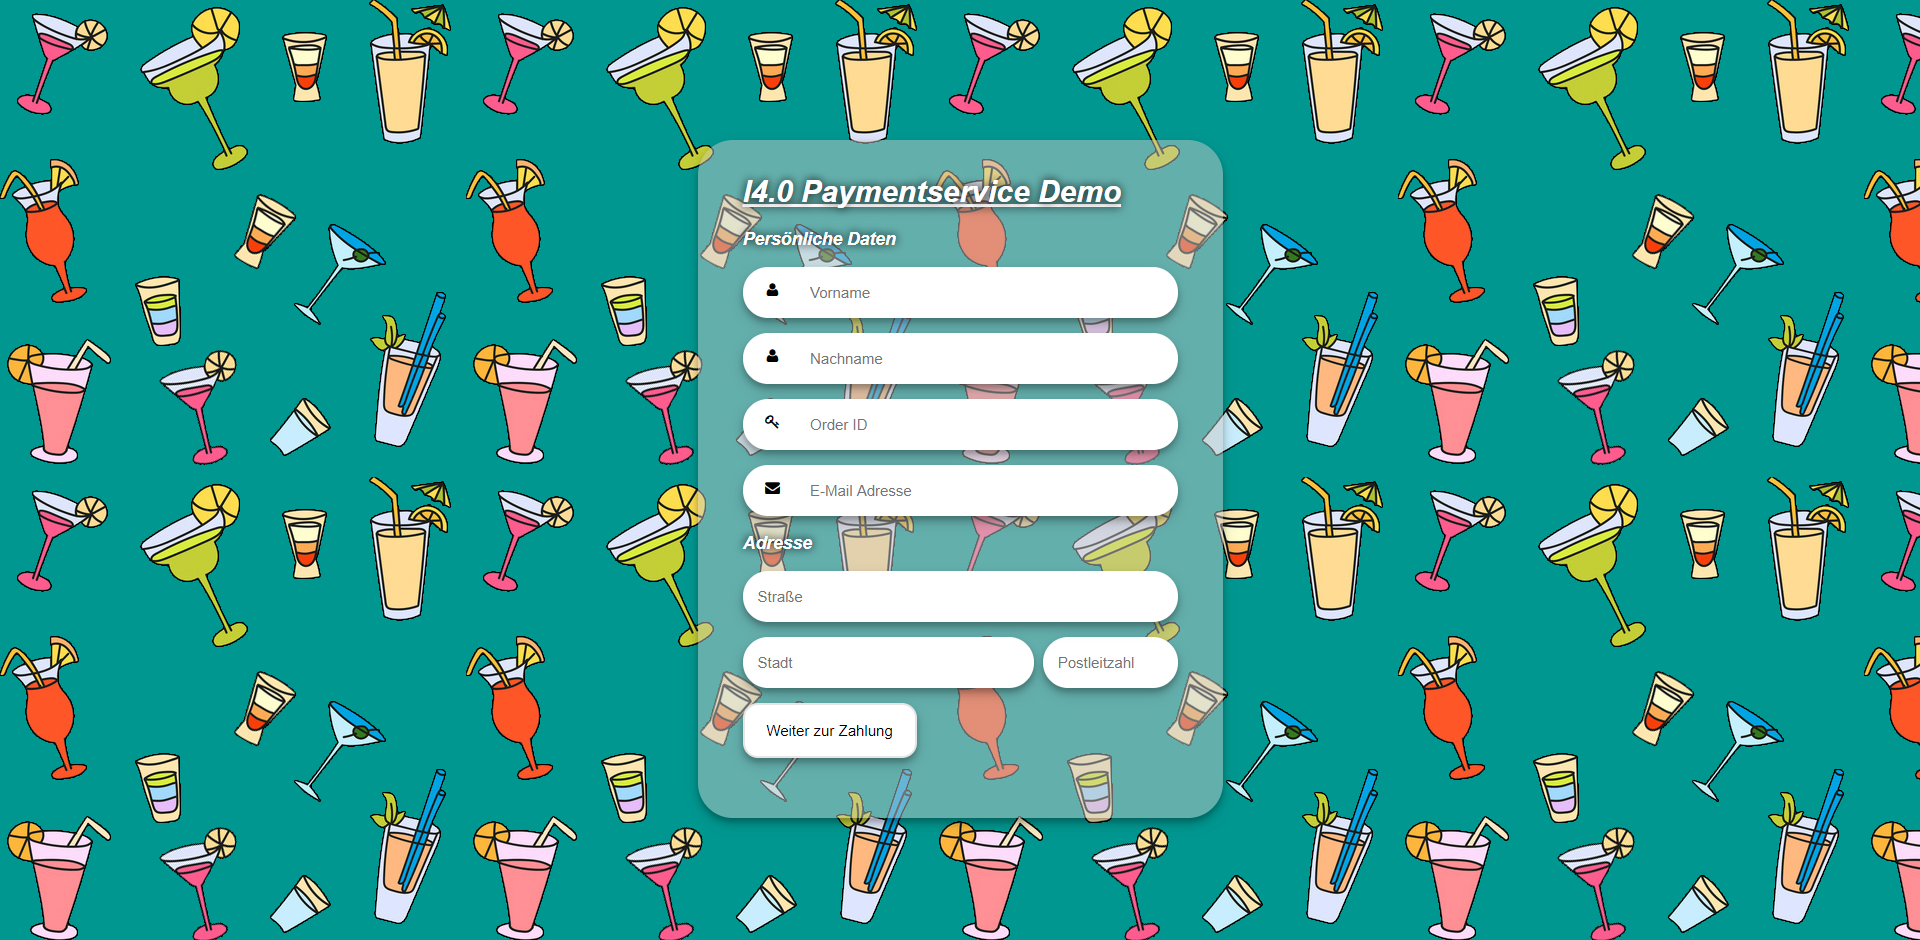 I4.0 Paymentservice Demo
Persönliche Daten
Vorname
Nachname
Order ID
E-Mail Adresse
Adresse
Straße
Stadt Postleitzahl
Weiter zur Zahlung